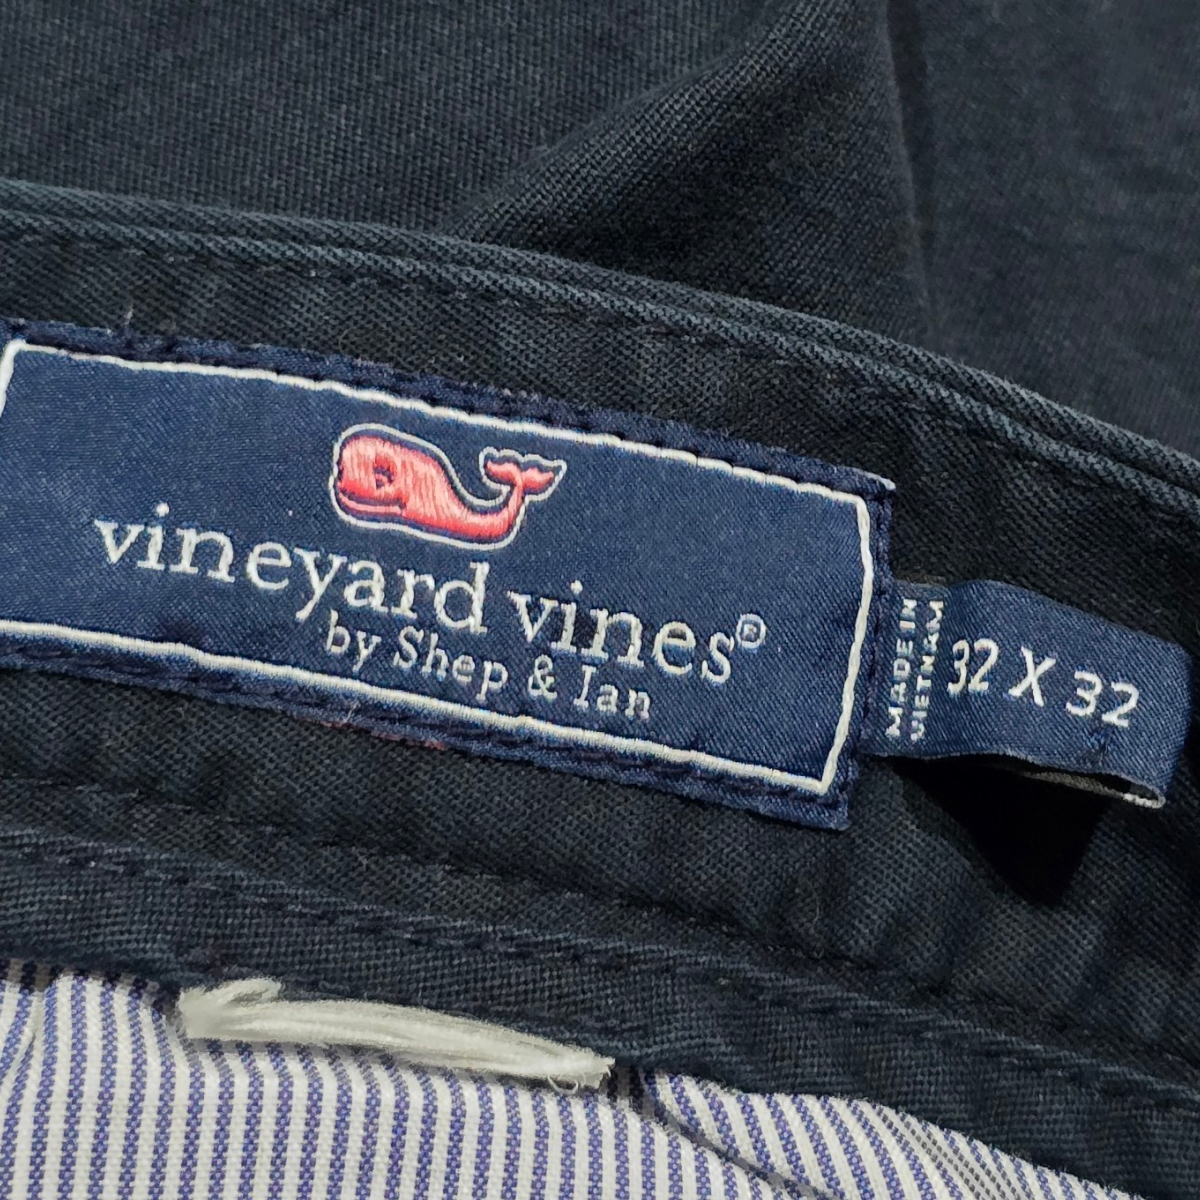 vineyard vines®
by Shep & Ian
MADE IN
VIETNAM
32 X 32